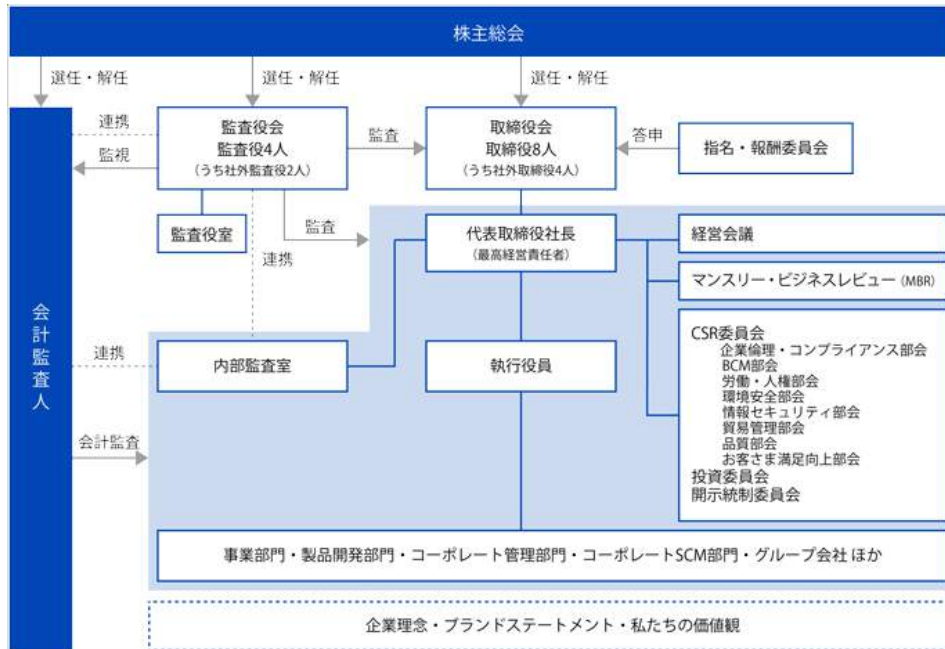 株主総会
選任・解任
選任・解任
選任・解任
連携
監視
監査役会
監査役4人
(うち社外監査役2人)
監査
取締役会
取締役8人
(うち社外取締役4人)
答申
指名・報酬委員会
監査役室
監査
連携
代表取締役社長
(最高経営責任者)
経営会議
マンスリー・ビジネスレビュー (MBR)
会計監査人
連携
内部監査室
執行役員
CSR委員会
企業倫理・コンプライアンス部会
BCM部会
労働・人権部会
環境安全部会
情報セキュリティ部会
貿易管理部会
品質部会
お客さま満足向上部会
投資委員会
開示統制委員会
会計監査
事業部門・製品開発部門・コーポレート管理部門・コーポレートSCM部門・グループ会社 ほか
企業理念・ブランドステートメント・私たちの価値観